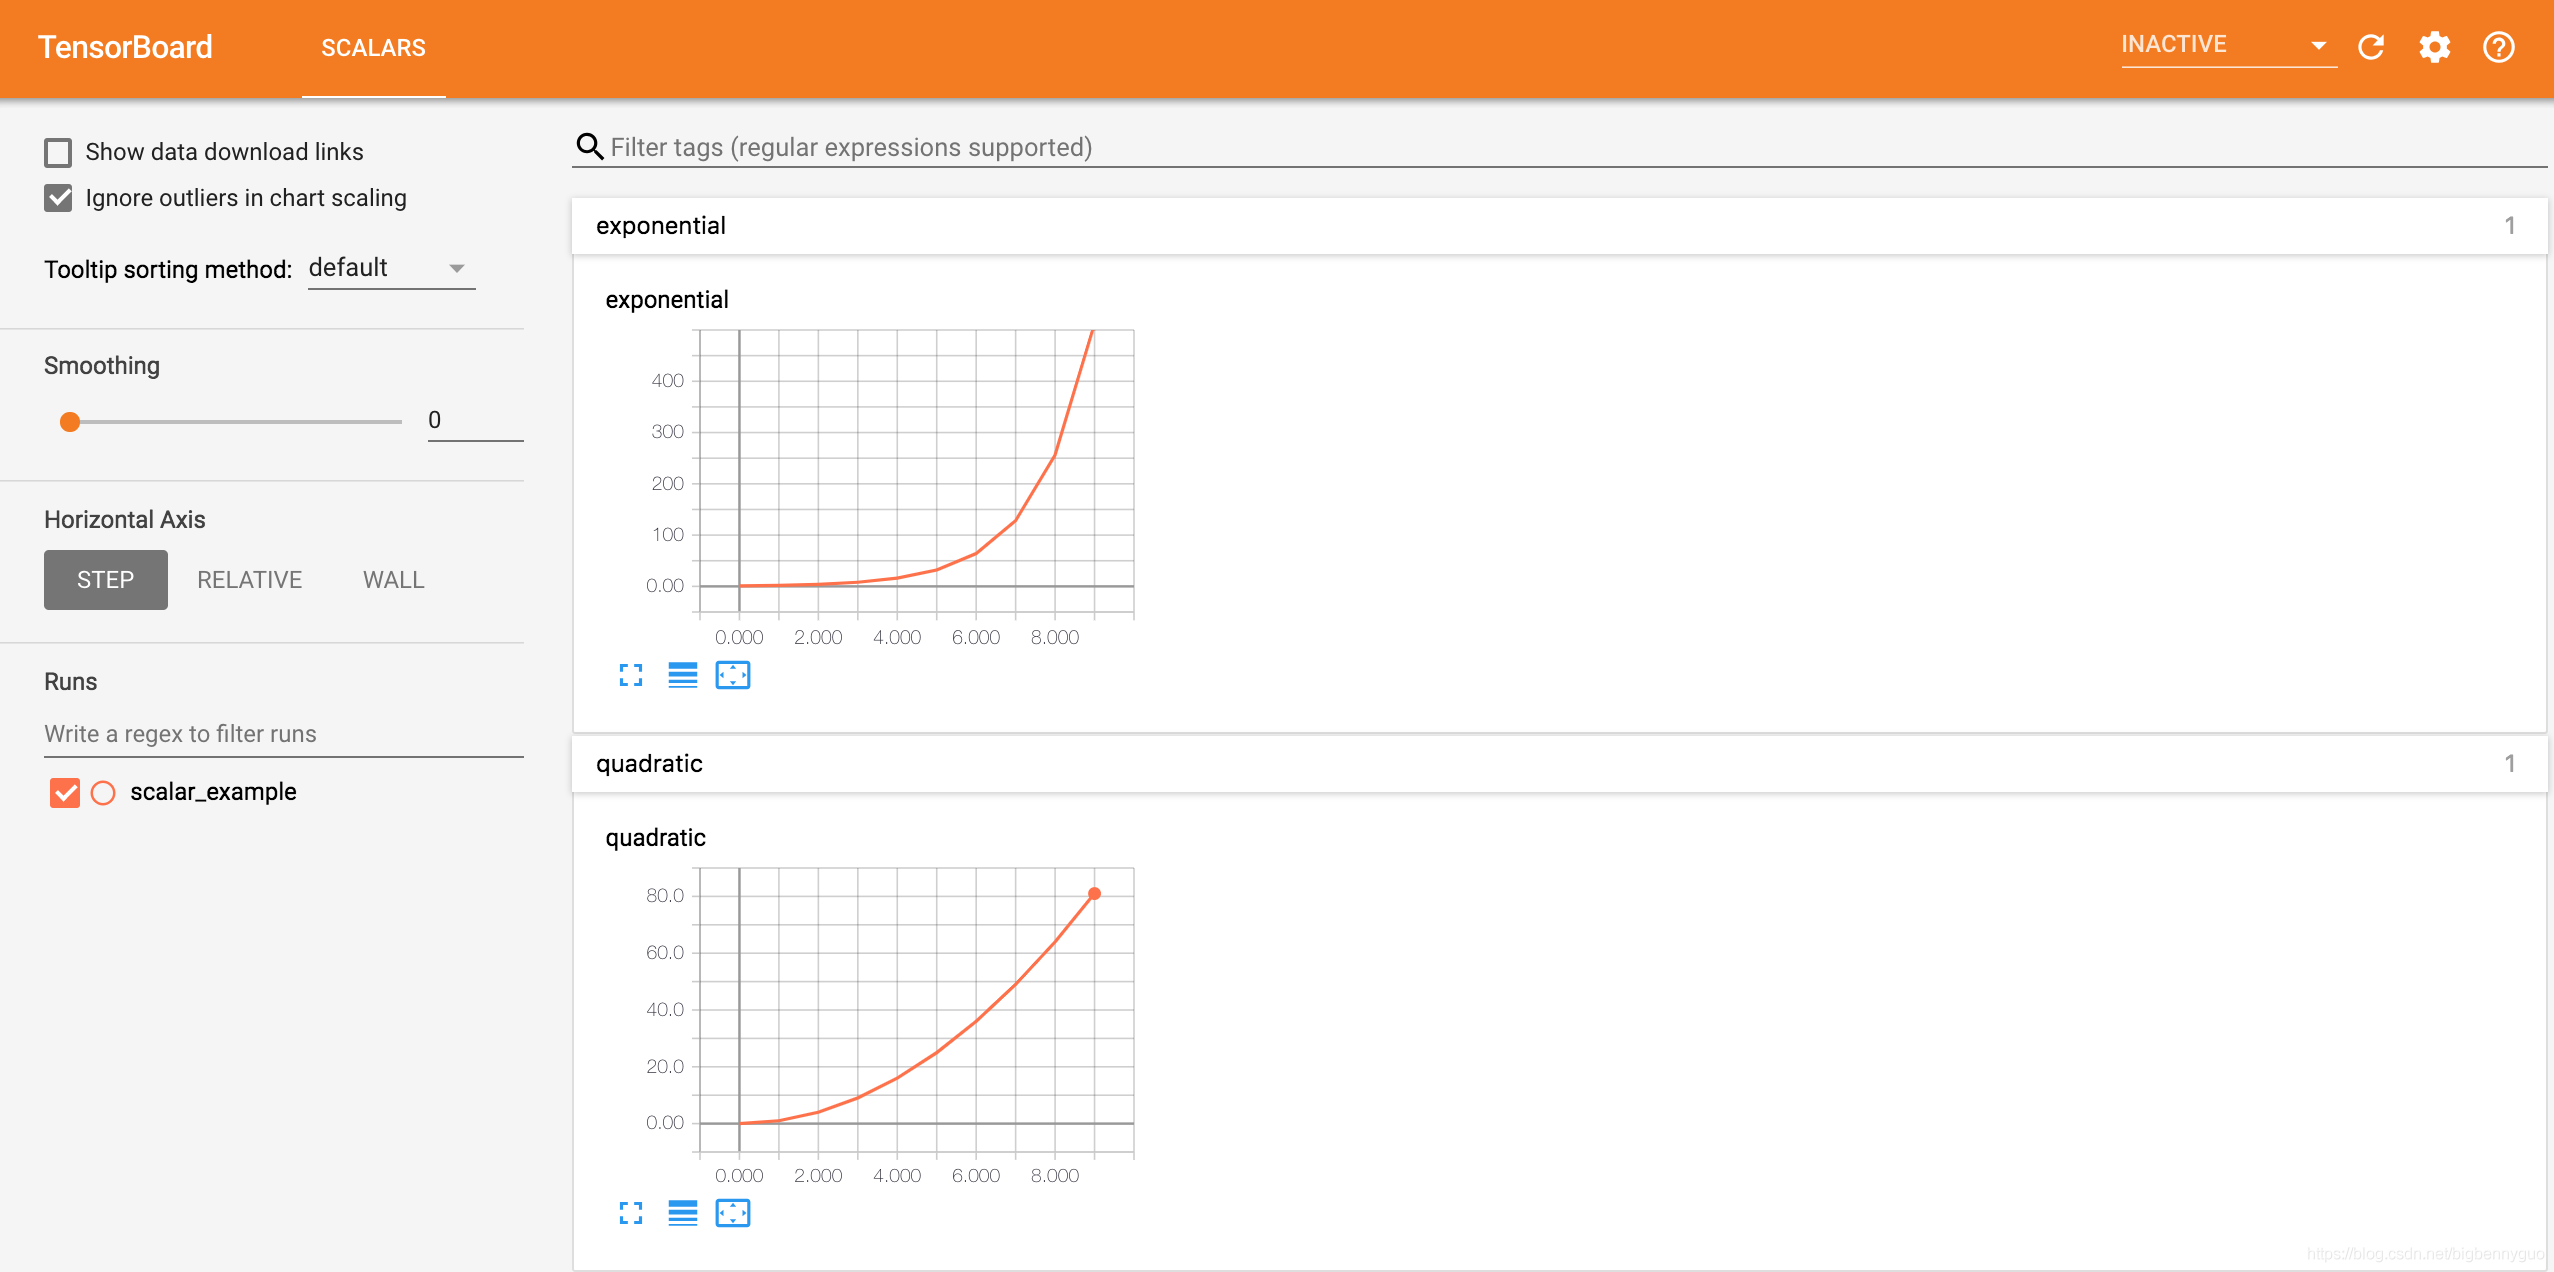 TensorBoard
SCALARS
INACTIVE
Show data download links
Ignore outliers in chart scaling
Tooltip sorting method: default
Smoothing
0
Horizontal Axis
STEP RELATIVE WALL
Runs
Write a regex to filter runs
scalar_example
Filter tags (regular expressions supported)
exponential 1
exponential
400
300
200
100
0.00
0.000 2.000 4.000 6.000 8.000
quadratic 1
quadratic
80.0
60.0
40.0
20.0
0.00
0.000 2.000 4.000 6.000 8.000
https://blog.csdn.net/bigbennyguo